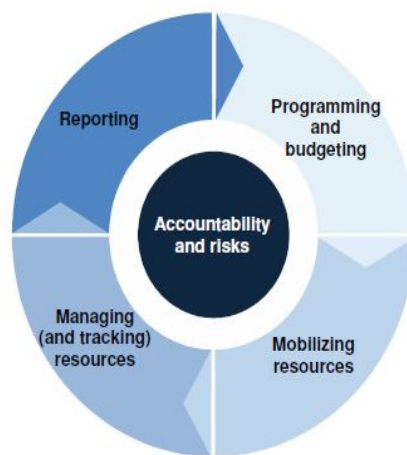 Reporting
Programming
and
budgeting
Accountability
and risks
Managing
(and tracking)
resources
Mobilizing
resources